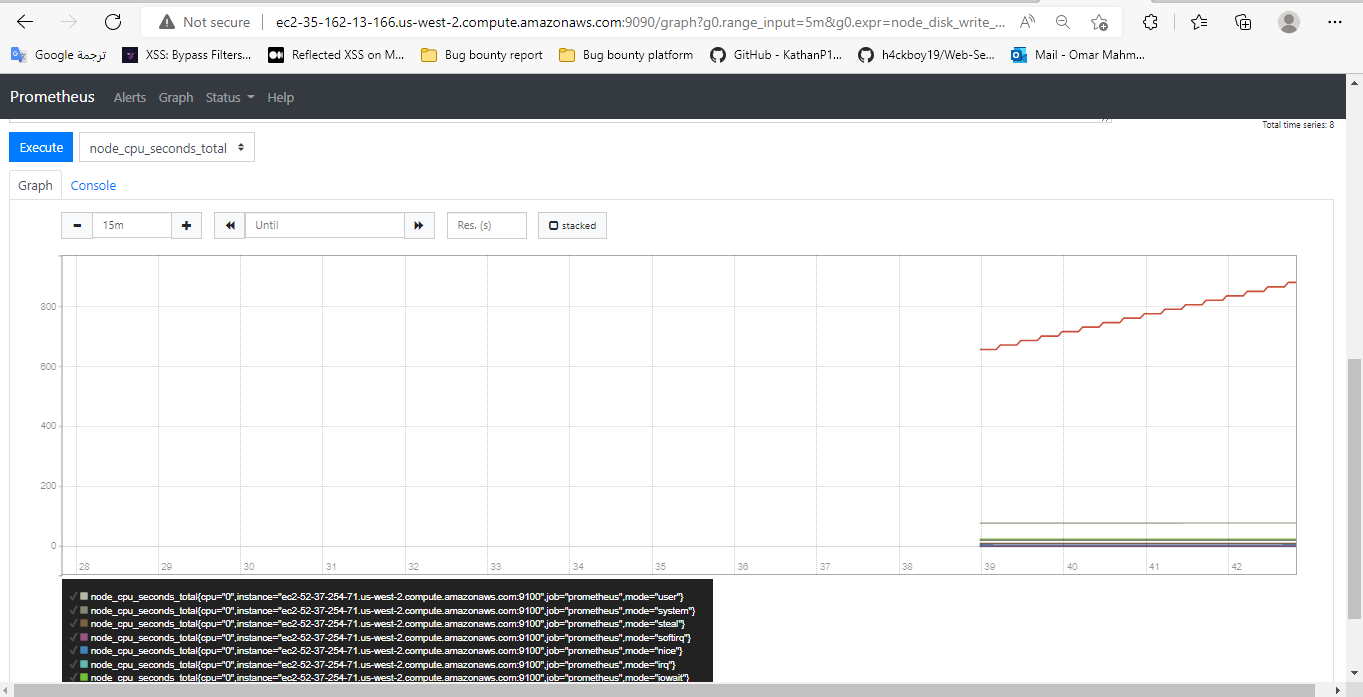 Not secure | ec2-35-162-13-166.us-west-2.compute.amazonaws.com:9090/graph?g0.range_input=5m&g0.expr=node_disk_write_...
ترجمة Google XSS: Bypass Filters... Reflected XSS on M... Bug bounty report Bug bounty platform GitHub - KathanP1... h4ckboy19/Web-Se... Mail - Omar Mahm...
Prometheus Alerts Graph Status Help
Total time series: 8
Execute node_cpu_seconds_total
Graph Console
15m Until Res. (s) stacked
800
600
400
200
0
28 29 30 31 32 33 34 35 36 37 38 39 40 41 42
node_cpu_seconds_total{cpu="0",instance="ec2-52-37-254-71.us-west-2.compute.amazonaws.com:9100",job="prometheus",mode="user"}
node_cpu_seconds_total{cpu="0",instance="ec2-52-37-254-71.us-west-2.compute.amazonaws.com:9100",job="prometheus",mode="system"}
node_cpu_seconds_total{cpu="0",instance="ec2-52-37-254-71.us-west-2.compute.amazonaws.com:9100",job="prometheus",mode="steal"}
node_cpu_seconds_total{cpu="0",instance="ec2-52-37-254-71.us-west-2.compute.amazonaws.com:9100",job="prometheus",mode="softirq"}
node_cpu_seconds_total{cpu="0",instance="ec2-52-37-254-71.us-west-2.compute.amazonaws.com:9100",job="prometheus",mode="nice"}
node_cpu_seconds_total{cpu="0",instance="ec2-52-37-254-71.us-west-2.compute.amazonaws.com:9100",job="prometheus",mode="irq"}
node_cpu_seconds_total{cpu="0",instance="ec2-52-37-254-71.us-west-2.compute.amazonaws.com:9100",job="prometheus",mode="iowait"}